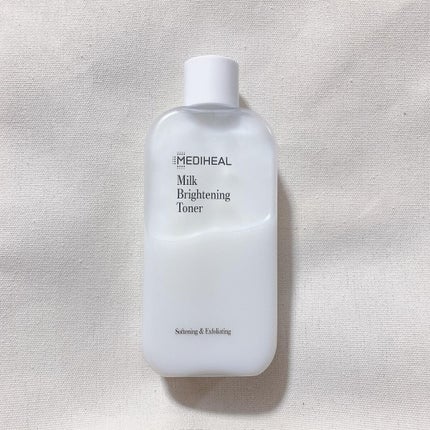 MEDIHEAL
Milk
Brightening
Toner
Softening & Exfoliating